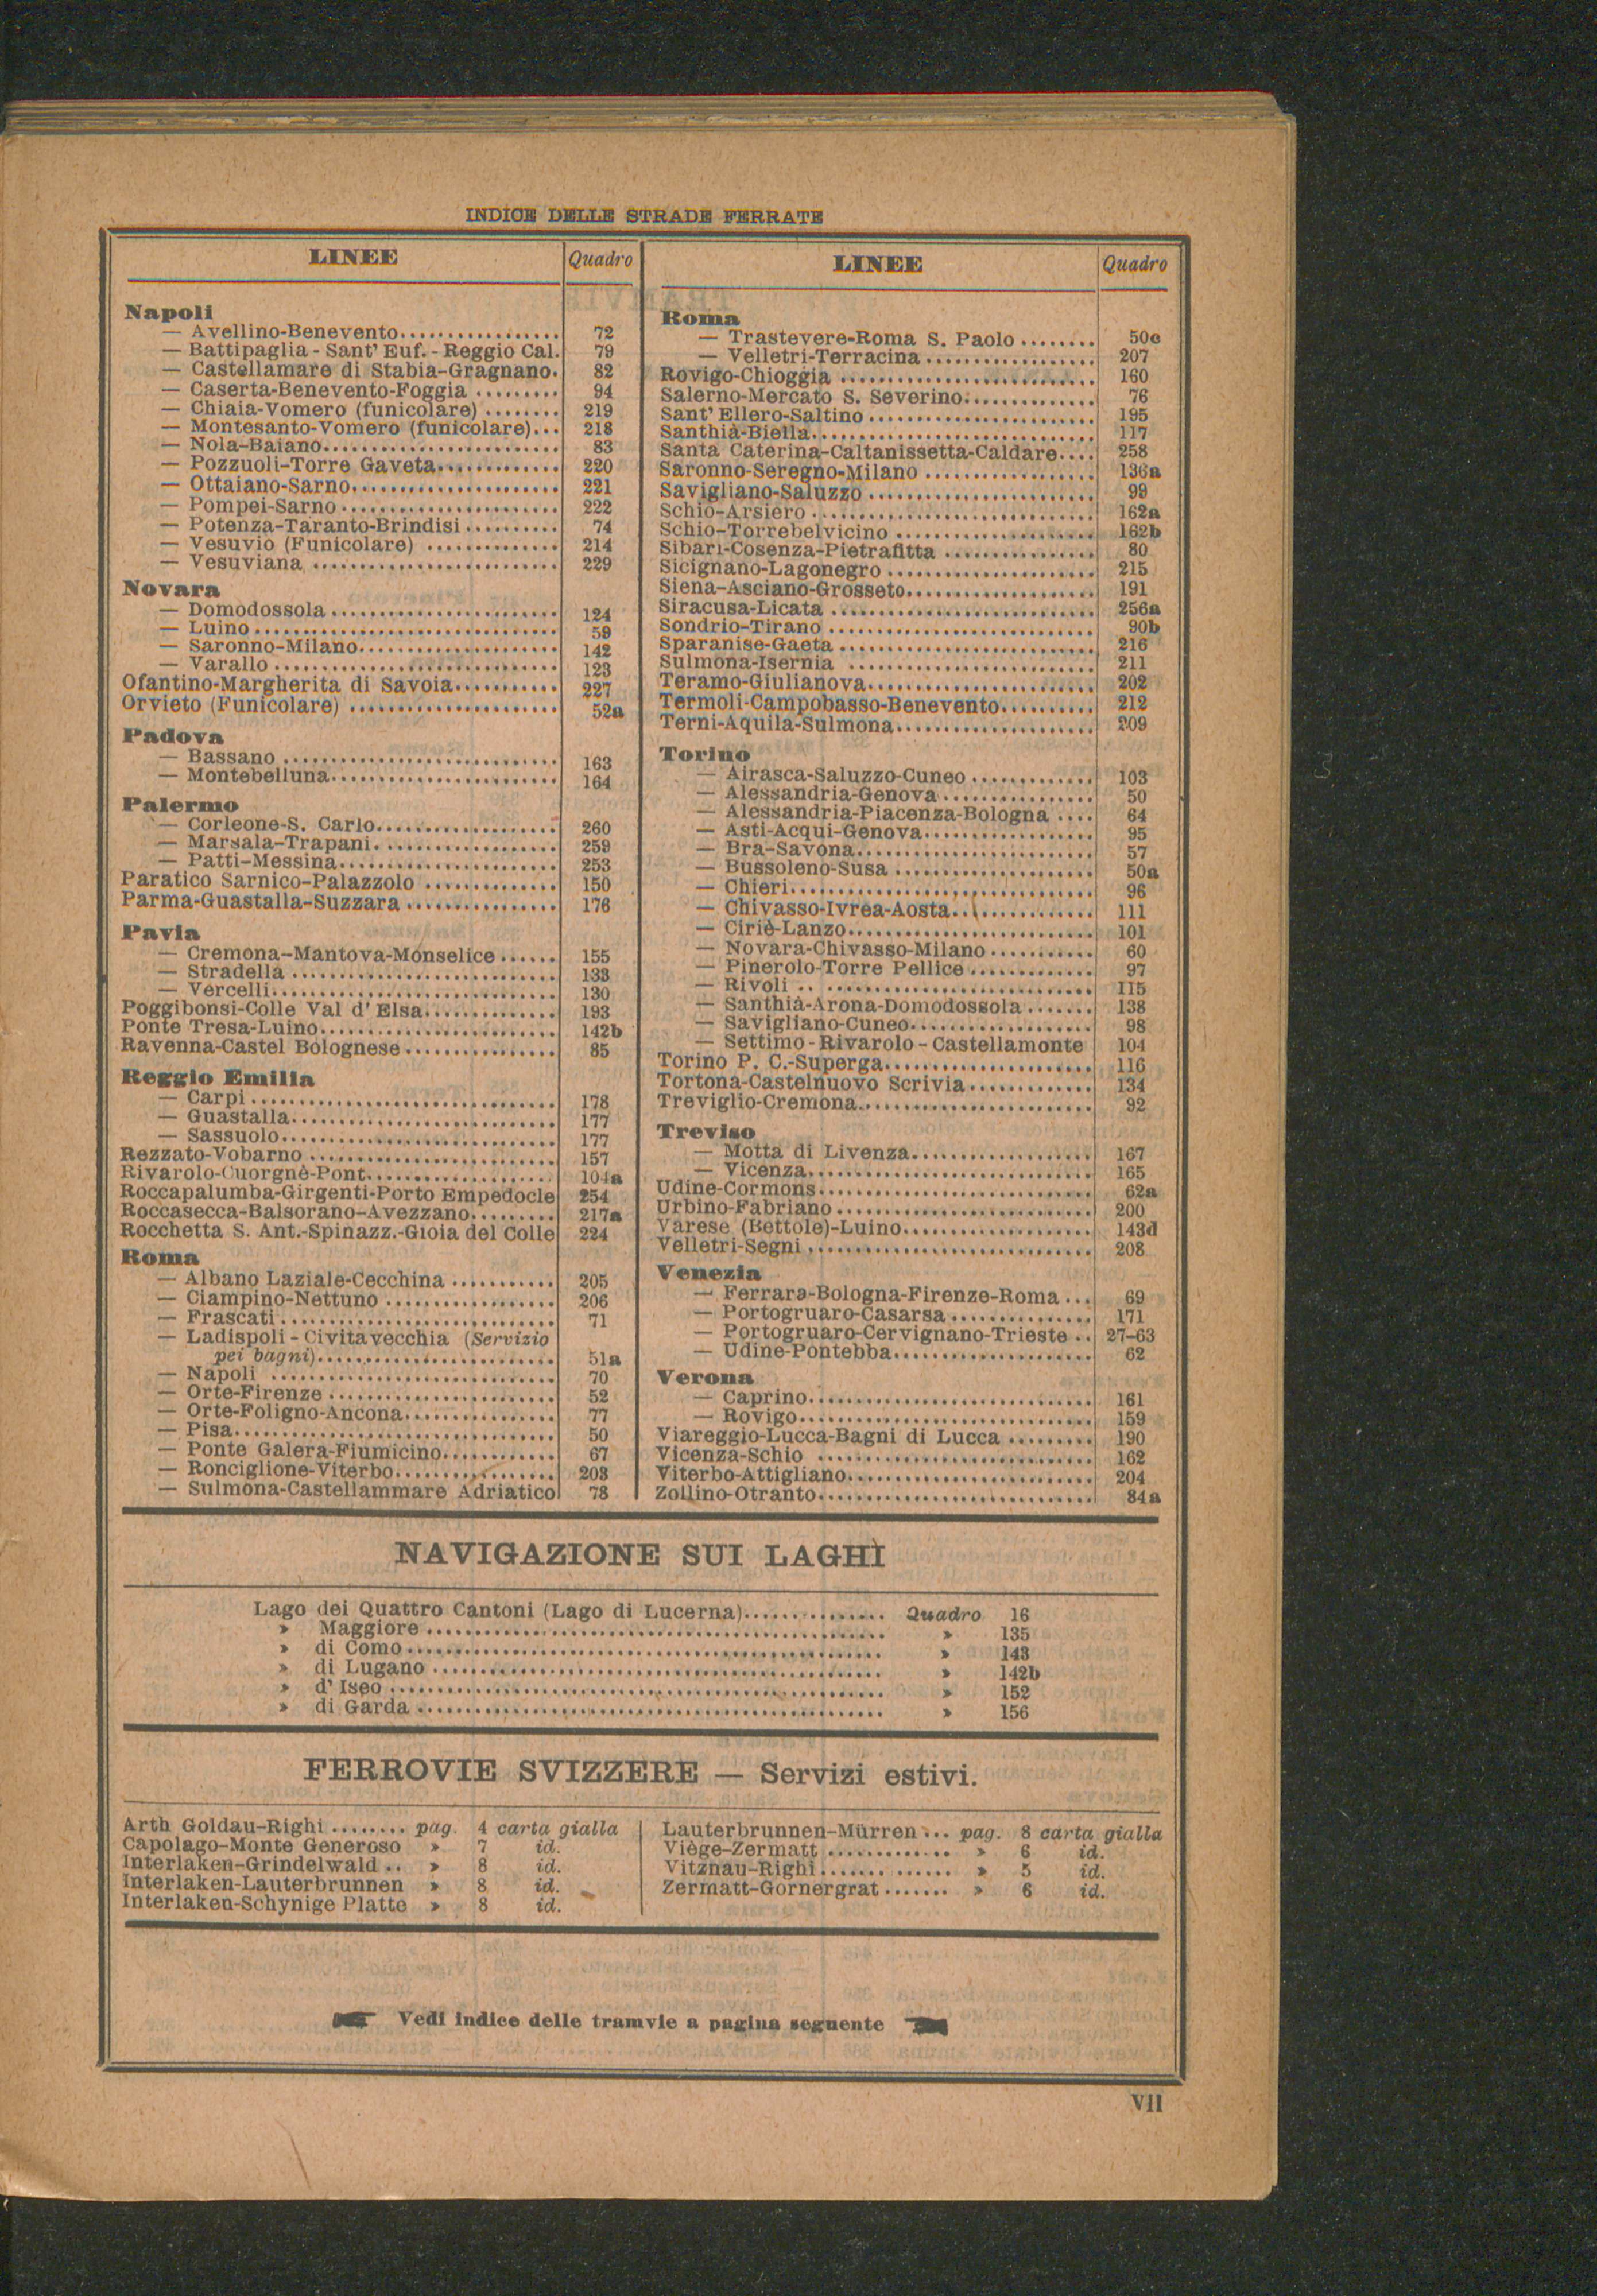 INDICE DELLE STRADE FERRATE
LINEE Quadro
Napoli
— Avellino-Benevento................. 72
— Battipaglia - Sant' Euf. - Reggio Cal. 79
— Castellamare di Stabia-Gragnano. 82
— Caserta-Benevento-Foggia ......... 94
— Chiaia-Vomero (funicolare) ........ 219
— Montesanto-Vomero (funicolare)... 218
— Nola-Baiano......................... 83
— Pozzuoli-Torre Gaveta............. 220
— Ottaiano-Sarno...................... 221
— Pompei-Sarno....................... 222
— Potenza-Taranto-Brindisi.......... 74
— Vesuvio (Funicolare) .............. 214
— Vesuviana .......................... 229
Novara
— Domodossola........................ 124
— Luino................................ 59
— Saronno-Milano..................... 142
— Varallo.............................. 123
Ofantino-Margherita di Savoia........... 227
Orvieto (Funicolare) ...................... 52a
Padova
— Bassano ............................. 163
— Montebelluna........................ 164
Palermo
— Corleone-S. Carlo................... 260
— Marsala-Trapani.................... 259
— Patti-Messina....................... 253
Paratico Sarnico-Palazzolo .............. 150
Parma-Guastalla-Suzzara................ 176
Pavia
— Cremona-Mantova-Monselice...... 155
— Stradella ............................ 133
— Vercelli.............................. 130
Poggibonsi-Colle Val d' Elsa.............. 193
Ponte Tresa-Luino......................... 142b
Ravenna-Castel Bolognese................ 85
Reggio Emilia
— Carpi................................ 178
— Guastalla............................ 177
— Sassuolo............................. 177
Rezzato-Vobarno .......................... 157
Rivarolo-Cuorgnè-Pont.................... 104a
Roccapalumba-Girgenti-Porto Empedocle 254
Roccasecca-Balsorano-Avezzano......... 217a
Rocchetta S. Ant.-Spinazz.-Gioia del Colle 224
Roma
— Albano Laziale-Cecchina ........... 205
— Ciampino-Nettuno .................. 206
— Frascati............................. 71
— Ladispoli - Civitavecchia (Servizio
pei bagni)......................... 51a
— Napoli .............................. 70
— Orte-Firenze ........................ 52
— Orte-Foligno-Ancona................ 77
— Pisa.................................. 50
— Ponte Galera-Fiumicino............ 67
— Ronciglione-Viterbo................. 203
— Sulmona-Castellammare Adriatico 78
LINEE Quadro
Roma
— Trastevere-Roma S. Paolo ........ 50c
— Velletri-Terracina.................. 207
Rovigo-Chioggia .......................... 160
Salerno-Mercato S. Severino.............. 76
Sant' Ellero-Saltino........................ 195
Santhià-Biella.............................. 117
Santa Caterina-Caltanissetta-Caldare.... 258
Saronno-Seregno-Milano .................. 136a
Savigliano-Saluzzo........................ 99
Schio-Arsiero.............................. 162a
Schio-Torrebelvicino ..................... 162b
Sibari-Cosenza-Pietrafitta ................ 80
Sicignano-Lagonegro ...................... 215
Siena-Asciano-Grosseto.................... 191
Siracusa-Licata ........................... 256a
Sondrio-Tirano ............................ 90b
Sparanise-Gaeta........................... 216
Sulmona-Isernia .......................... 211
Teramo-Giulianova........................ 202
Termoli-Campobasso-Benevento.......... 212
Terni-Aquila-Sulmona..................... 209
Torino
— Airasca-Saluzzo-Cuneo............. 103
— Alessandria-Genova................ 50
— Alessandria-Piacenza-Bologna .... 64
— Asti-Acqui-Genova.................. 95
— Bra-Savona......................... 57
— Bussoleno-Susa..................... 50a
— Chieri................................ 96
— Chivasso-Ivrea-Aosta............... 111
— Ciriè-Lanzo.......................... 101
— Novara-Chivasso-Milano........... 60
— Pinerolo-Torre Pellice............. 97
— Rivoli................................ 115
— Santhià-Arona-Domodossola....... 138
— Savigliano-Cuneo................... 98
— Settimo - Rivarolo - Castellamonte 104
Torino P. C.-Superga...................... 116
Tortona-Castelnuovo Scrivia............. 134
Treviglio-Cremona........................ 92
Treviso
— Motta di Livenza................... 167
— Vicenza.............................. 165
Udine-Cormons............................. 62a
Urbino-Fabriano........................... 200
Varese (Bettole)-Luino.................... 143d
Velletri-Segni.............................. 208
Venezia
— Ferrara-Bologna-Firenze-Roma... 69
— Portogruaro-Casarsa............... 171
— Portogruaro-Cervignano-Trieste.. 27-63
— Udine-Pontebba..................... 62
Verona
— Caprino.............................. 161
— Rovigo............................... 159
Viareggio-Lucca-Bagni di Lucca ......... 190
Vicenza-Schio ............................. 162
Viterbo-Attigliano......................... 204
Zollino-Otranto............................ 84a
NAVIGAZIONE SUI LAGHI
Lago dei Quattro Cantoni (Lago di Lucerna)............... Quadro 16
» Maggiore ................................................ » 135
» di Como.................................................. » 143
» di Lugano ............................................... » 142b
» d' Iseo.................................................... » 152
» di Garda ................................................. » 156
FERROVIE SVIZZERE — Servizi estivi.
Arth Goldau-Righi ........ pag. 4 carta gialla
Capolago-Monte Generoso » 7 id.
Interlaken-Grindelwald .. » 8 id.
Interlaken-Lauterbrunnen » 8 id.
Interlaken-Schynige Platte » 8 id.
Lauterbrunnen-Mürren... pag. 8 carta gialla
Viège-Zermatt ............. » 6 id.
Vitznau-Righi.............. » 5 id.
Zermatt-Gornergrat....... » 6 id.
Vedi indice delle tramvie a pagina seguente
VII